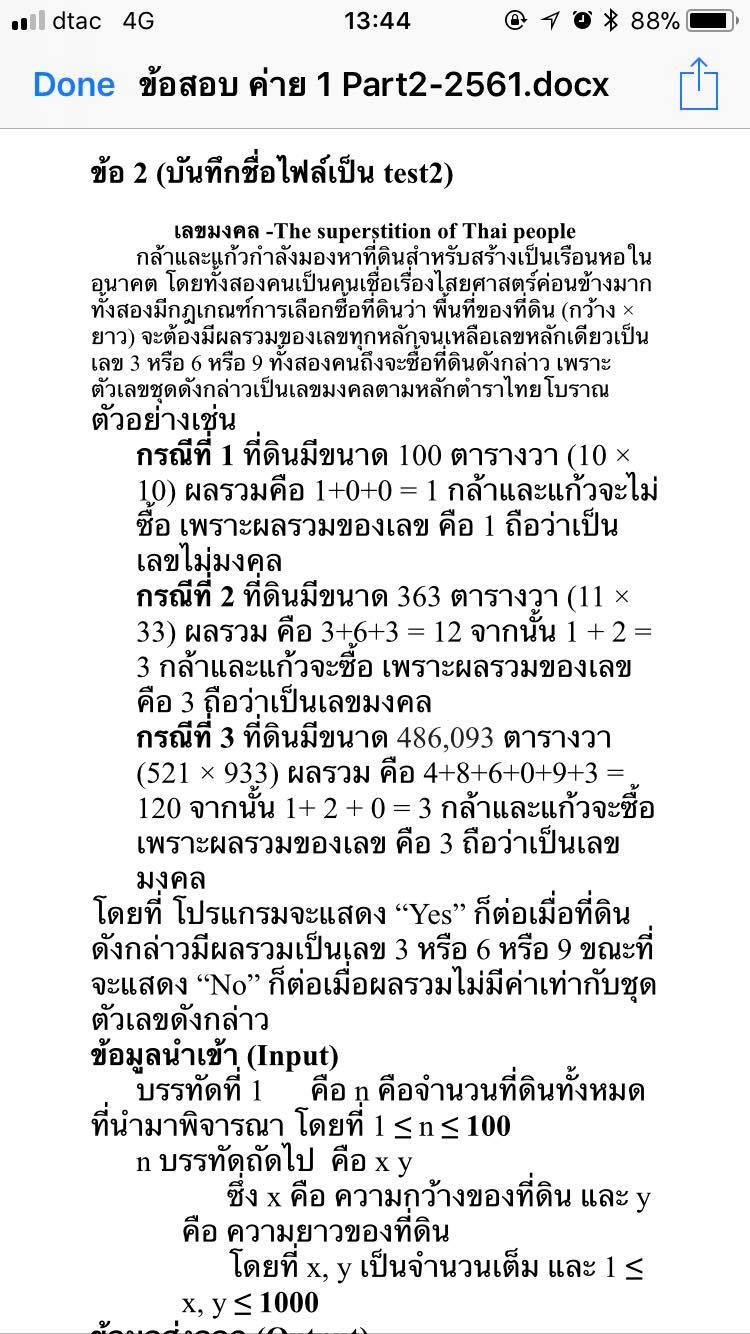 dtac 4G 13:44 88%
Done ข้อสอบ ค่าย 1 Part2-2561.docx
ข้อ 2 (บันทึกชื่อไฟล์เป็น test2)
เลขมงคล -The superstition of Thai people
กล้าและแก้วกำลังมองหาที่ดินสำหรับสร้างเป็นเรือนหอใน
อนาคต โดยทั้งสองคนเป็นคนเชื่อเรื่องไสยศาสตร์ค่อนข้างมาก
ทั้งสองมีกฎเกณฑ์การเลือกซื้อที่ดินว่า พื้นที่ของที่ดิน (กว้าง ×
ยาว) จะต้องมีผลรวมของเลขทุกหลักจนเหลือเลขหลักเดียวเป็น
เลข 3 หรือ 6 หรือ 9 ทั้งสองคนถึงจะซื้อที่ดินดังกล่าว เพราะ
ตัวเลขชุดดังกล่าวเป็นเลขมงคลตามหลักตำราไทยโบราณ
ตัวอย่างเช่น
กรณีที่ 1 ที่ดินมีขนาด 100 ตารางวา (10 ×
10) ผลรวมคือ 1+0+0 = 1 กล้าและแก้วจะไม่
ซื้อ เพราะผลรวมของเลข คือ 1 ถือว่าเป็น
เลขไม่มงคล
กรณีที่ 2 ที่ดินมีขนาด 363 ตารางวา (11 ×
33) ผลรวม คือ 3+6+3 = 12 จากนั้น 1 + 2 =
3 กล้าและแก้วจะซื้อ เพราะผลรวมของเลข
คือ 3 ถือว่าเป็นเลขมงคล
กรณีที่ 3 ที่ดินมีขนาด 486,093 ตารางวา
(521 × 933) ผลรวม คือ 4+8+6+0+9+3 =
120 จากนั้น 1+ 2 + 0 = 3 กล้าและแก้วจะซื้อ
เพราะผลรวมของเลข คือ 3 ถือว่าเป็นเลข
มงคล
โดยที่ โปรแกรมจะแสดง “Yes” ก็ต่อเมื่อที่ดิน
ดังกล่าวมีผลรวมเป็นเลข 3 หรือ 6 หรือ 9 ขณะที่
จะแสดง “No” ก็ต่อเมื่อผลรวมไม่มีค่าเท่ากับชุด
ตัวเลขดังกล่าว
ข้อมูลนำเข้า (Input)
บรรทัดที่ 1 คือ n คือจำนวนที่ดินทั้งหมด
ที่นำมาพิจารณา โดยที่ 1 ≤ n ≤ 100
n บรรทัดถัดไป คือ x y
ซึ่ง x คือ ความกว้างของที่ดิน และ y
คือ ความยาวของที่ดิน
โดยที่ x, y เป็นจำนวนเต็ม และ 1 ≤
x, y ≤ 1000